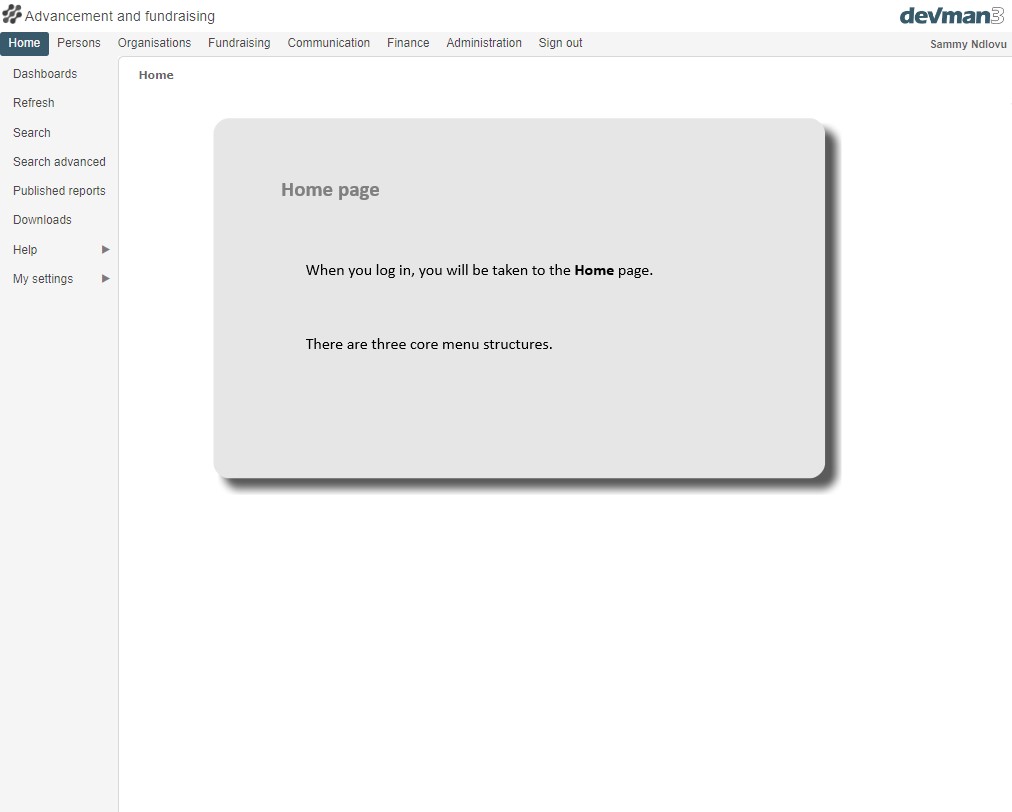 Advancement and fundraising
devman3
Home Persons Organisations Fundraising Communication Finance Administration Sign out
Sammy Ndlovu
Dashboards
Refresh
Search
Search advanced
Published reports
Downloads
Help
My settings
Home
Home page
When you log in, you will be taken to the Home page.
There are three core menu structures.